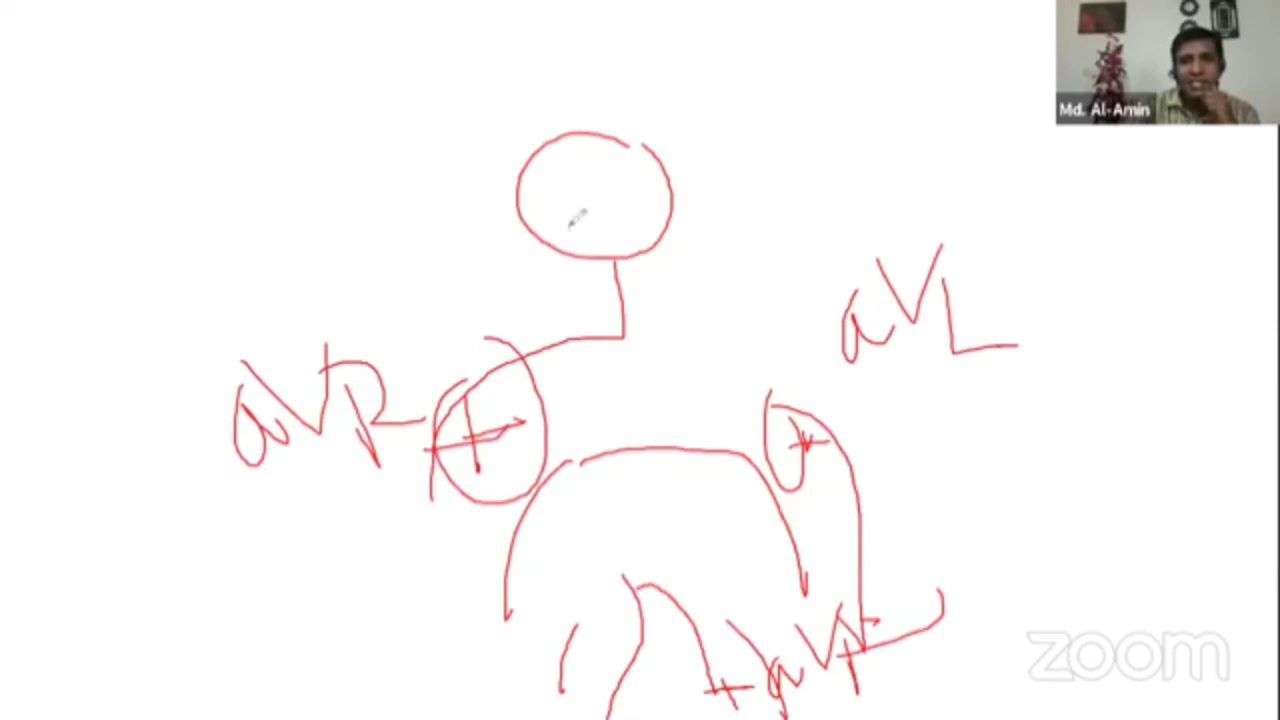 Md. Al-Amin
aVL
aVR
+
+
+ aVF
zoom